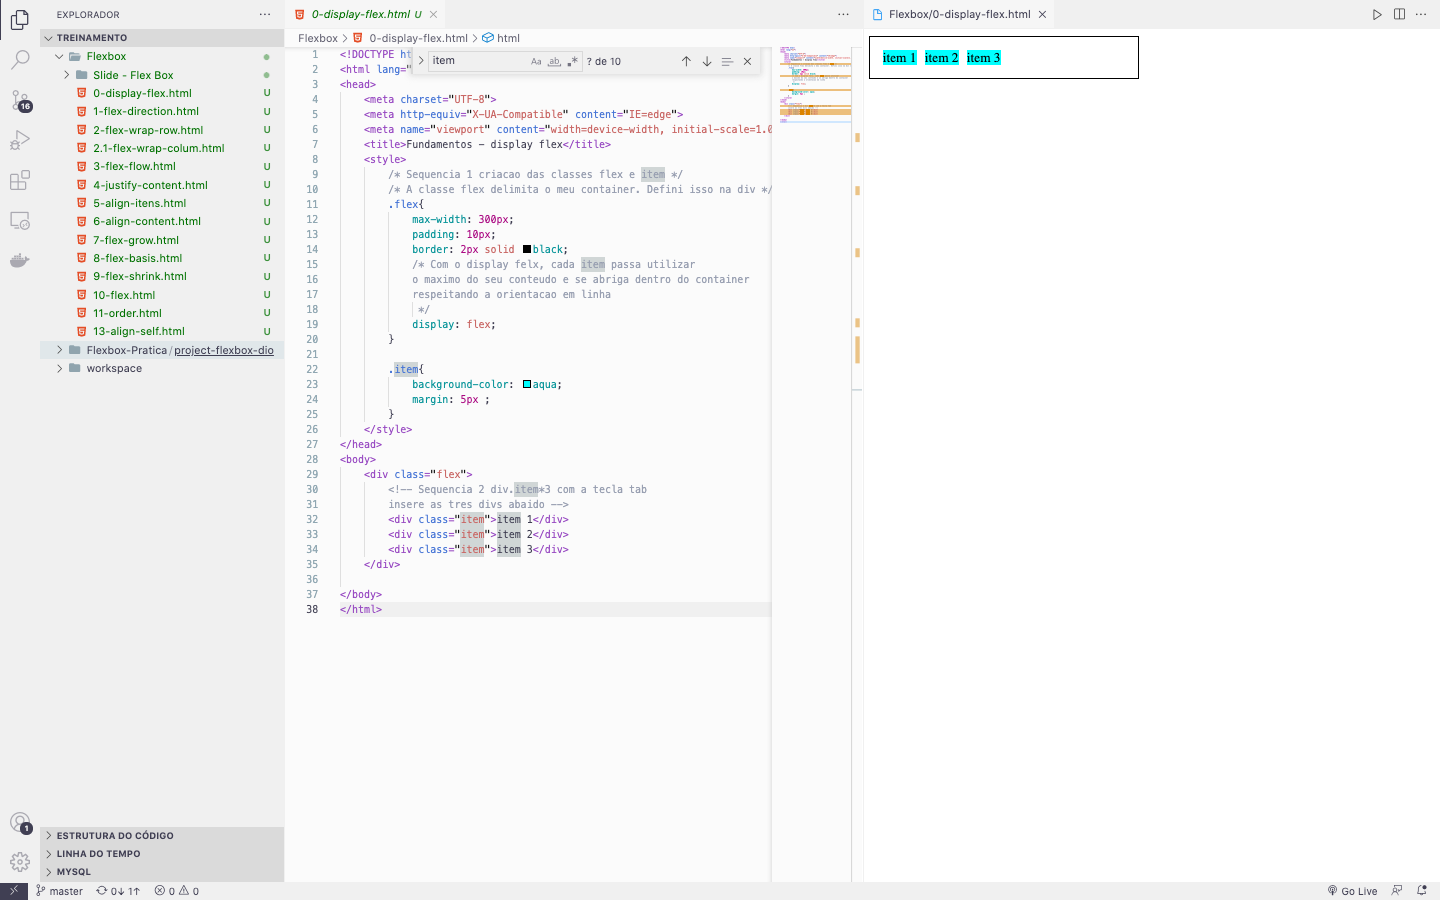 EXPLORADOR
TREINAMENTO
Flexbox
Slide - Flex Box
0-display-flex.html U
1-flex-direction.html U
2-flex-wrap-row.html U
2.1-flex-wrap-colum.html U
3-flex-flow.html U
4-justify-content.html U
5-align-itens.html U
6-align-content.html U
7-flex-grow.html U
8-flex-basis.html U
9-flex-shrink.html U
10-flex.html U
11-order.html U
13-align-self.html U
Flexbox-Pratica / project-flexbox-dio
workspace
ESTRUTURA DO CÓDIGO
LINHA DO TEMPO
MYSQL
16
1
0-display-flex.html U
Flexbox > 0-display-flex.html > html
item Aa ab ? de 10
1 <!DOCTYPE ht
2 <html lang="
3 <head>
4 <meta charset="UTF-8">
5 <meta http-equiv="X-UA-Compatible" content="IE=edge">
6 <meta name="viewport" content="width=device-width, initial-scale=1.0
7 <title>Fundamentos - display flex</title>
8 <style>
9 /* Sequencia 1 criacao das classes flex e item */
10 /* A classe flex delimita o meu container. Defini isso na div */
11 .flex{
12 max-width: 300px;
13 padding: 10px;
14 border: 2px solid black;
15 /* Com o display felx, cada item passa utilizar
16 o maximo do seu conteudo e se abriga dentro do container
17 respeitando a orientacao em linha
18 */
19 display: flex;
20 }
21
22 .item{
23 background-color: aqua;
24 margin: 5px ;
25 }
26 </style>
27 </head>
28 <body>
29 <div class="flex">
30 <!-- Sequencia 2 div.item*3 com a tecla tab
31 insere as tres divs abaido -->
32 <div class="item">item 1</div>
33 <div class="item">item 2</div>
34 <div class="item">item 3</div>
35 </div>
36
37 </body>
38 </html>
Flexbox/0-display-flex.html
item 1 item 2 item 3
master 0↓ 1↑ 0 0
Go Live